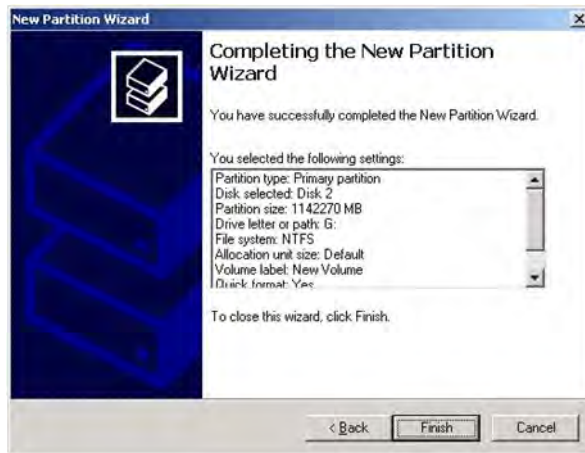 New Partition Wizard
Completing the New Partition
Wizard
You have successfully completed the New Partition Wizard.
You selected the following settings:
Partition type: Primary partition
Disk selected: Disk 2
Partition size: 1142270 MB
Drive letter or path: G:
File system: NTFS
Allocation unit size: Default
Volume label: New Volume
Quick format: Yes
To close this wizard, click Finish.
< Back
Finish
Cancel